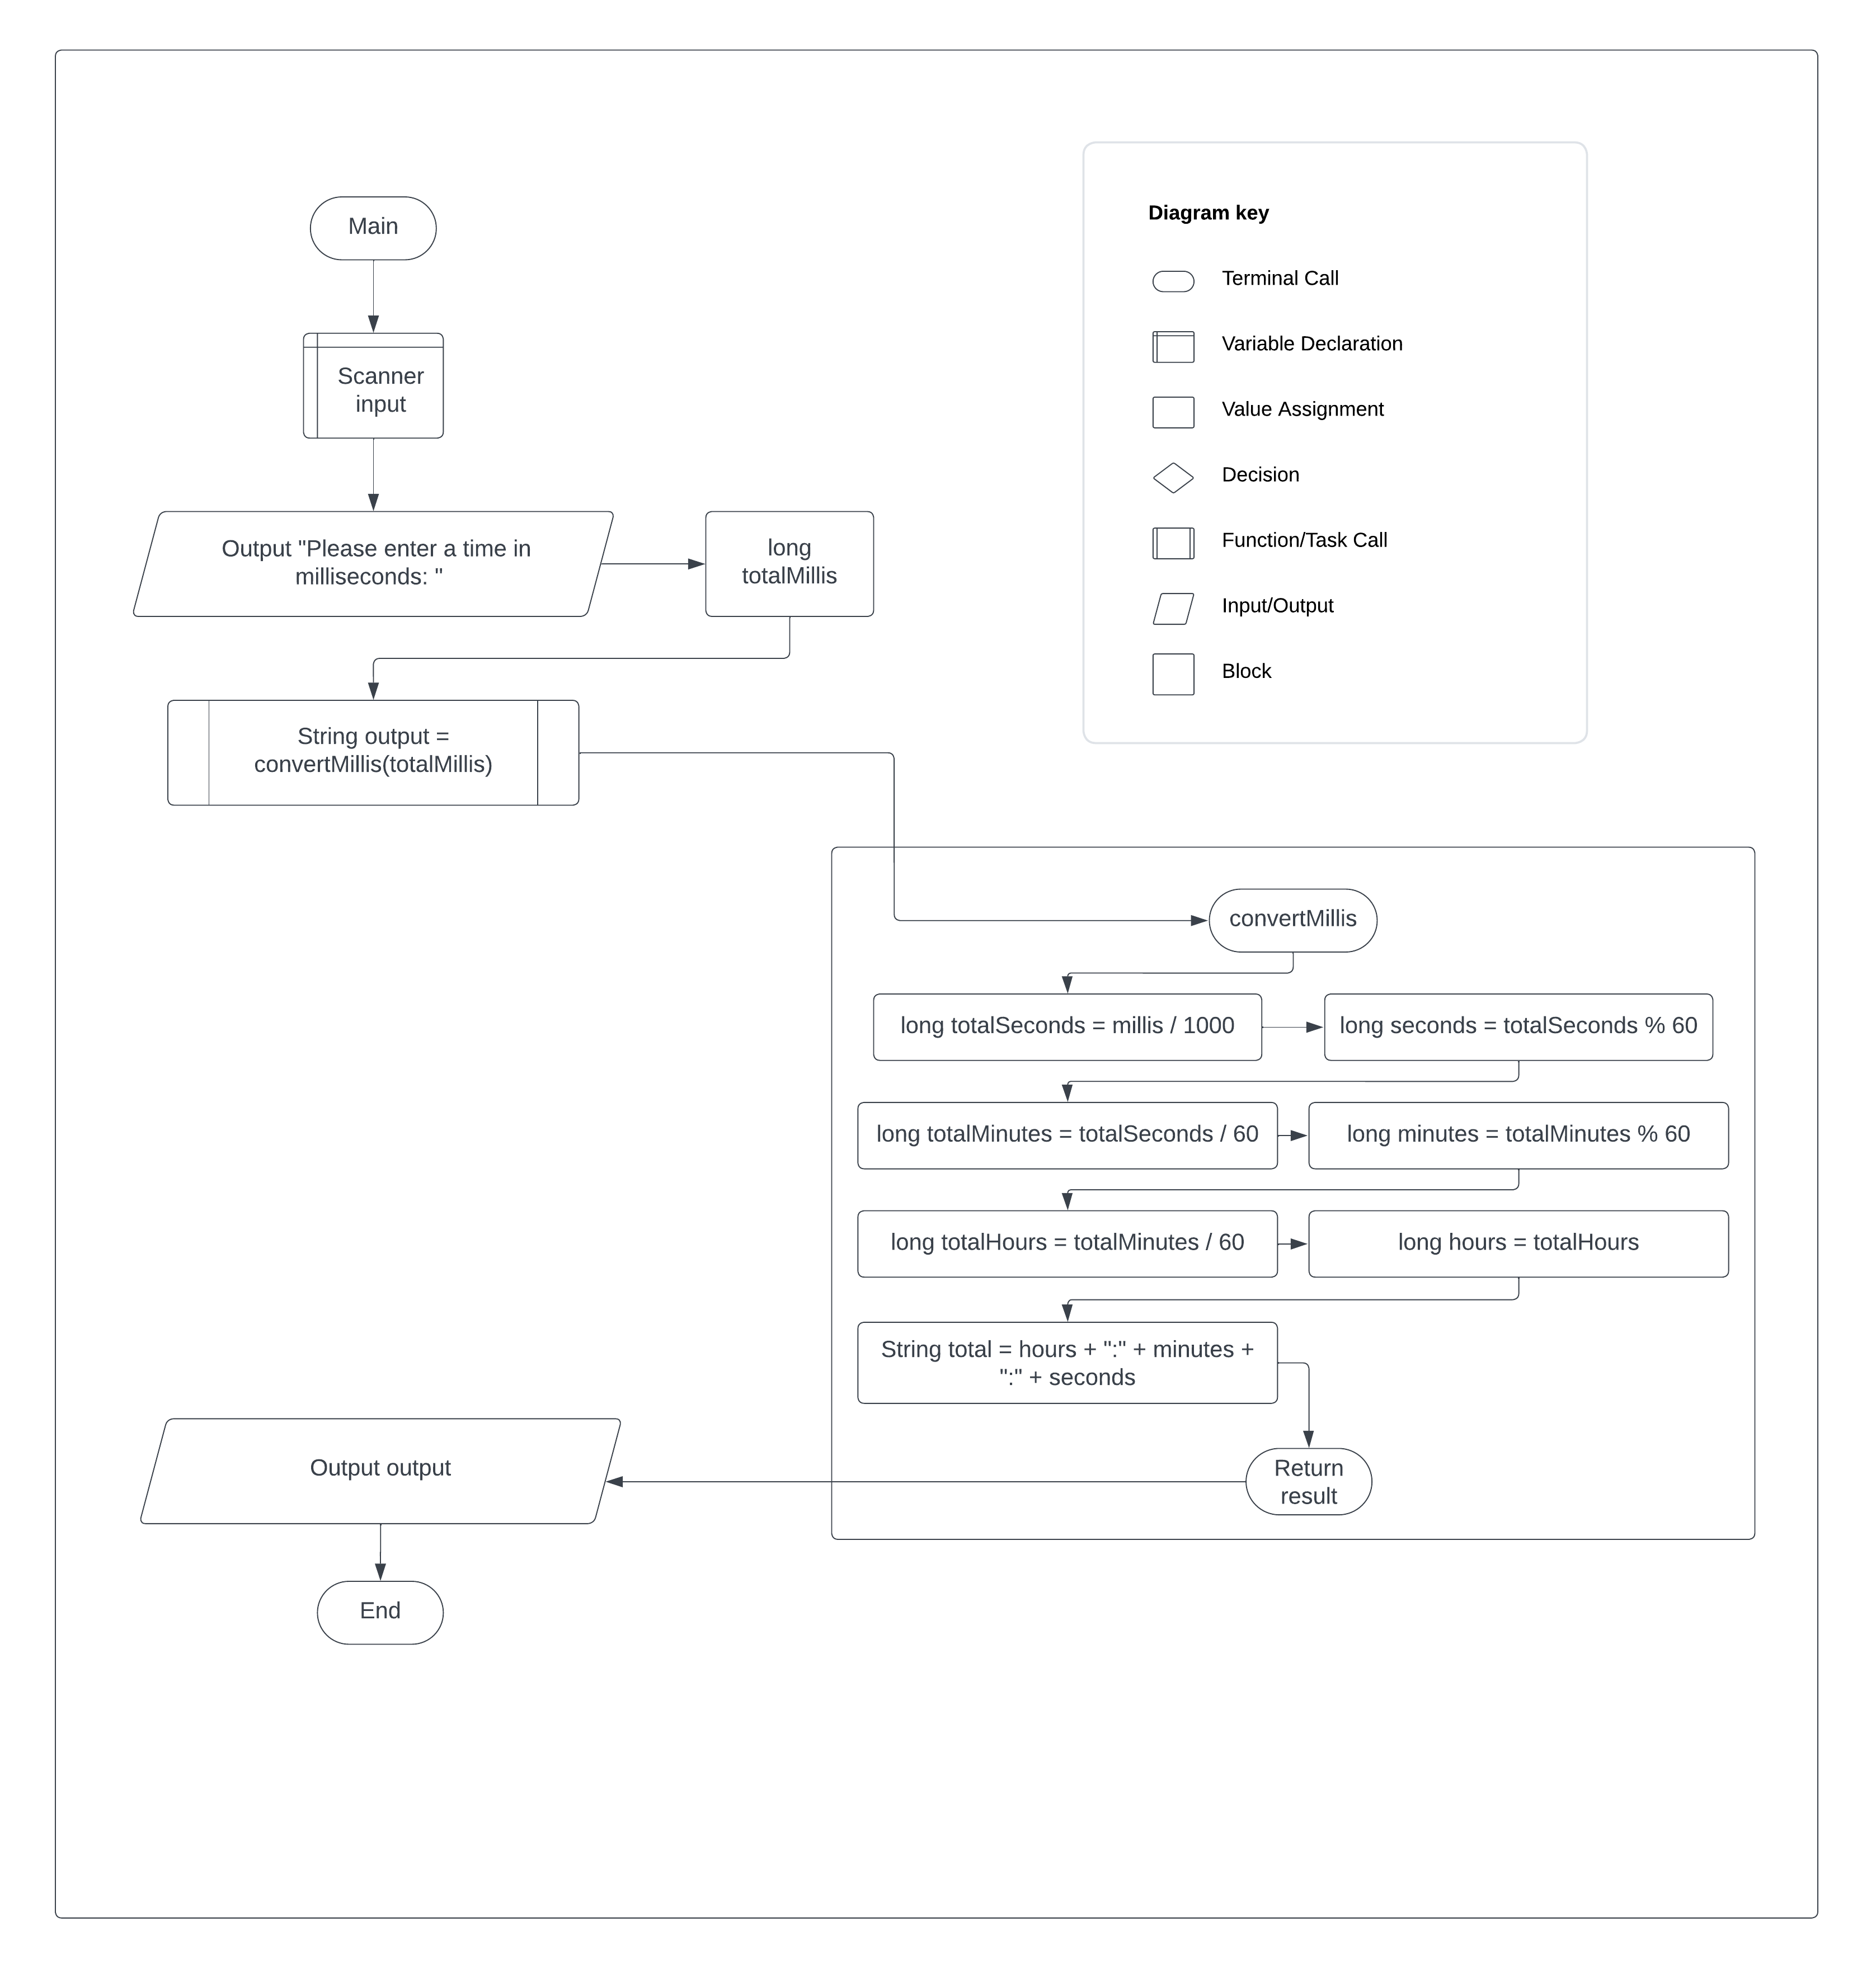 Main
Scanner
input
Output "Please enter a time in
milliseconds: "
long
totalMillis
String output =
convertMillis(totalMillis)
Diagram key
Terminal Call
Variable Declaration
Value Assignment
Decision
Function/Task Call
Input/Output
Block
convertMillis
long totalSeconds = millis / 1000
long seconds = totalSeconds % 60
long totalMinutes = totalSeconds / 60
long minutes = totalMinutes % 60
long totalHours = totalMinutes / 60
long hours = totalHours
String total = hours + ":" + minutes +
":" + seconds
Return
result
Output output
End